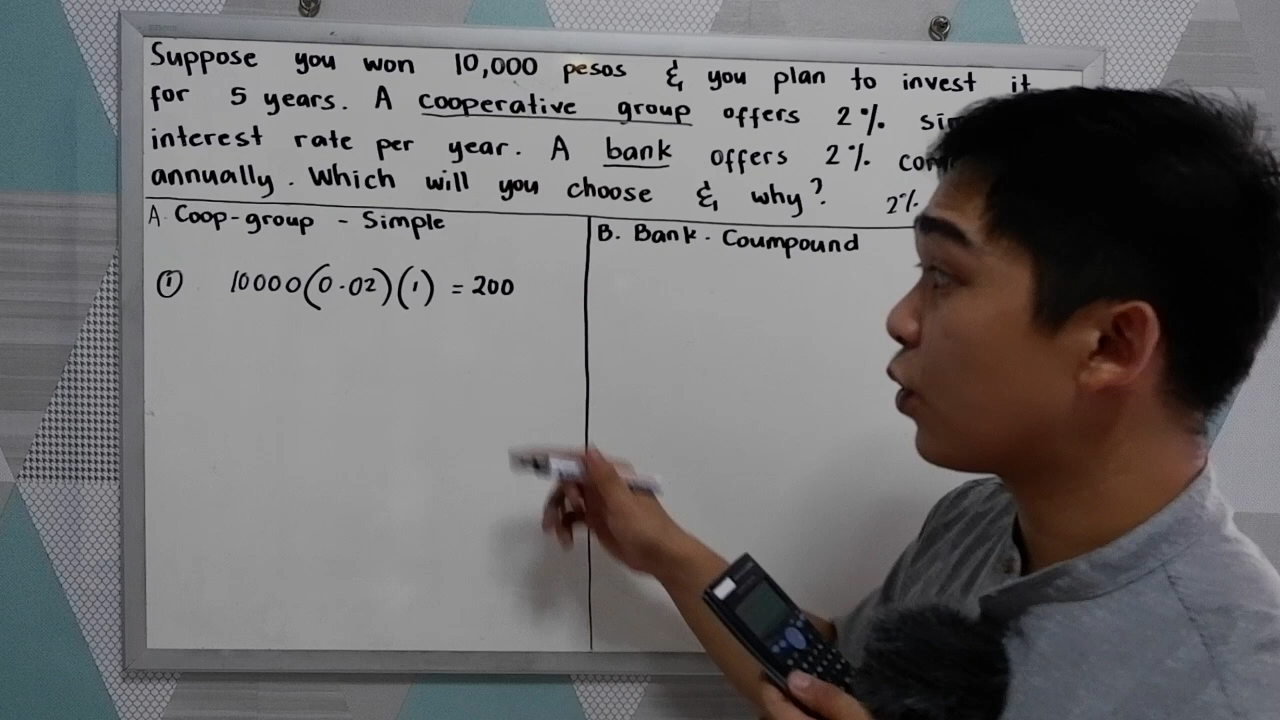 Suppose you won 10,000 pesos & you plan to invest it
for 5 years. A cooperative group offers 2%
interest rate per year. A bank offers 2%
annually. Which will you choose & why? 2%
A. Coop-group - Simple
B. Bank - Coumpound
① 10000(0.02)(1) = 200